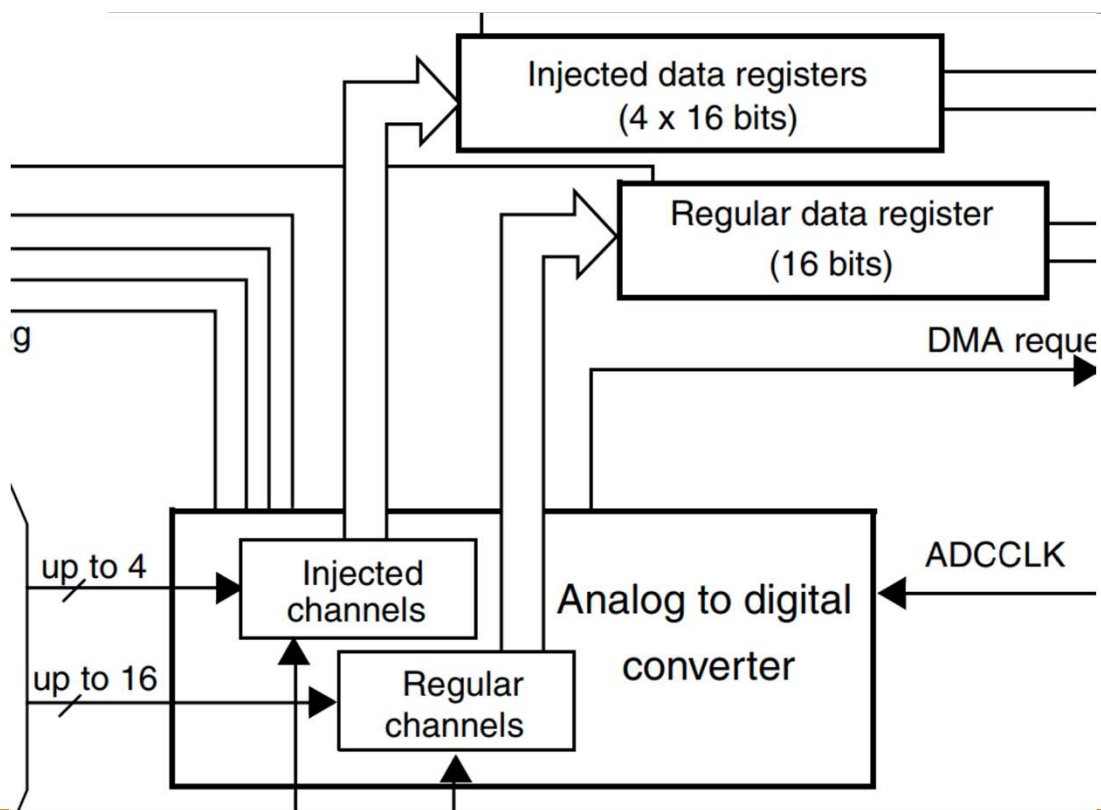 Injected data registers
(4 x 16 bits)
Regular data register
(16 bits)
DMA reque
up to 4
Injected
channels
Analog to digital
converter
ADCCLK
up to 16
Regular
channels